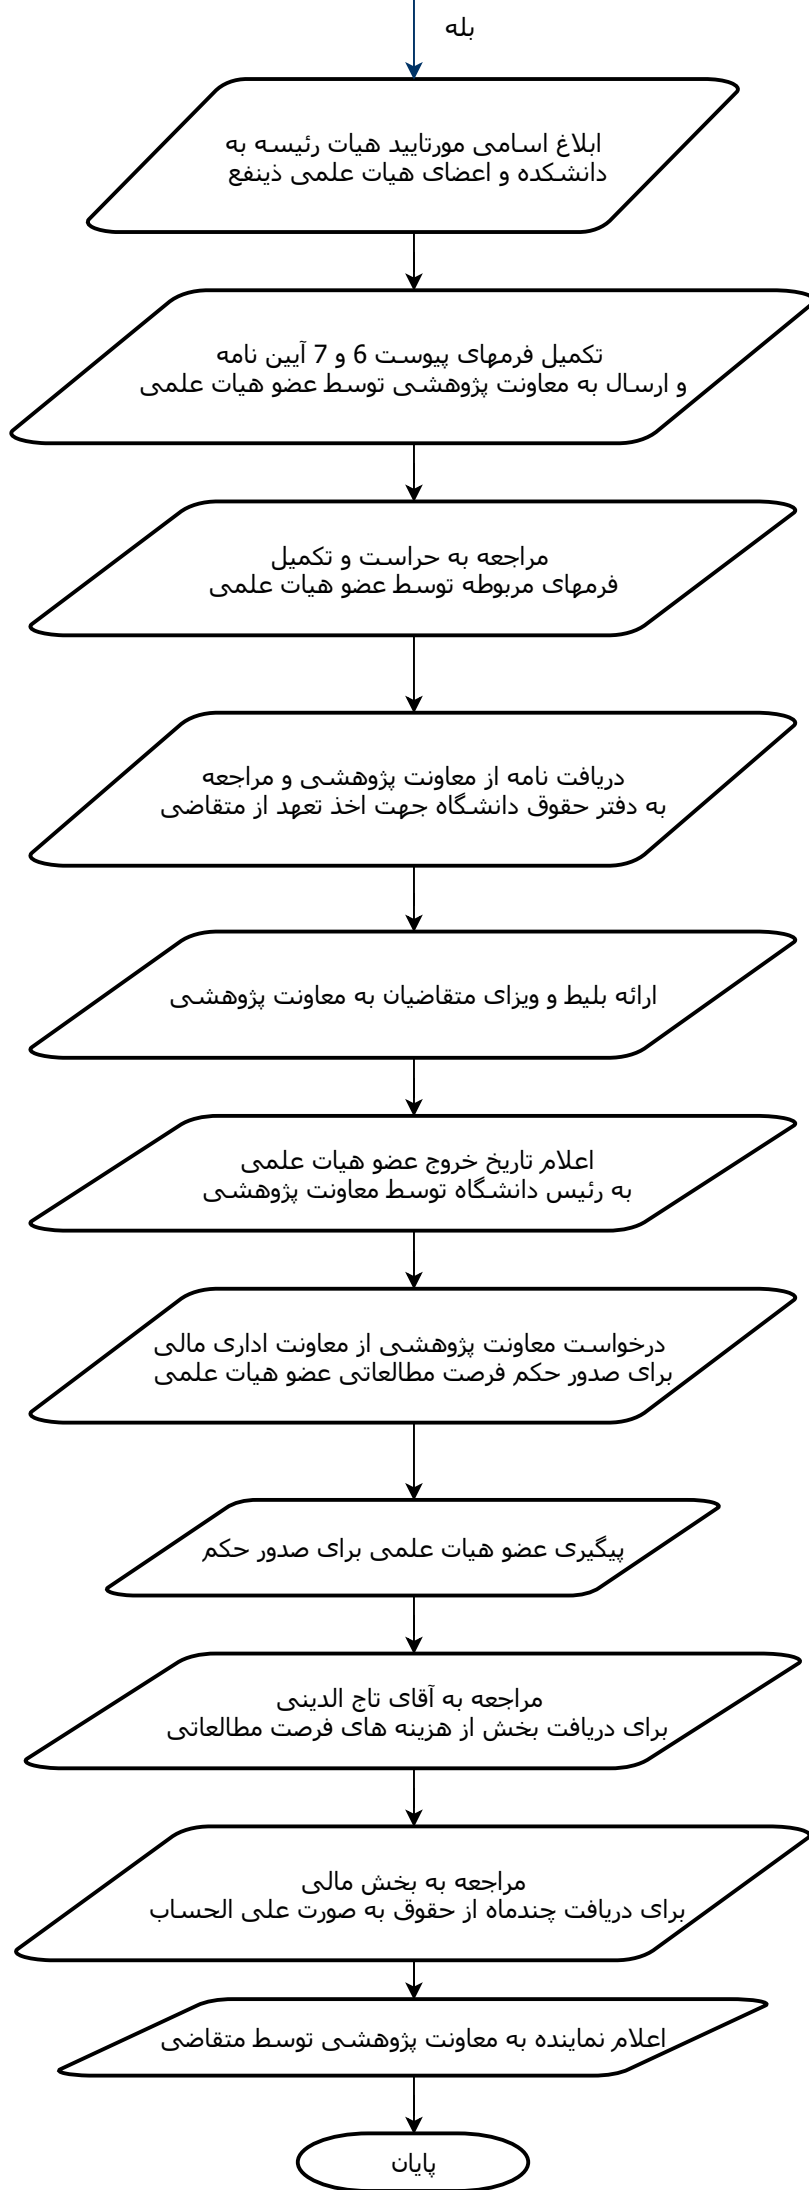 بله
ابلاغ اسامی مورتایید هیات رئیسه به
دانشکده و اعضای هیات علمی ذینفع
تکمیل فرمهای پیوست 6 و 7 آیین نامه
و ارسال به معاونت پژوهشی توسط عضو هیات علمی
مراجعه به حراست و تکمیل
فرمهای مربوطه توسط عضو هیات علمی
دریافت نامه از معاونت پژوهشی و مراجعه
به دفتر حقوق دانشگاه جهت اخذ تعهد از متقاضی
ارائه بلیط و ویزای متقاضیان به معاونت پژوهشی
اعلام تاریخ خروج عضو هیات علمی
به رئیس دانشگاه توسط معاونت پژوهشی
درخواست معاونت پژوهشی از معاونت اداری مالی
برای صدور حکم فرصت مطالعاتی عضو هیات علمی
پیگیری عضو هیات علمی برای صدور حکم
مراجعه به آقای تاج الدینی
برای دریافت بخش از هزینه های فرصت مطالعاتی
مراجعه به بخش مالی
برای دریافت چندماه از حقوق به صورت علی الحساب
اعلام نماینده به معاونت پژوهشی توسط متقاضی
پایان